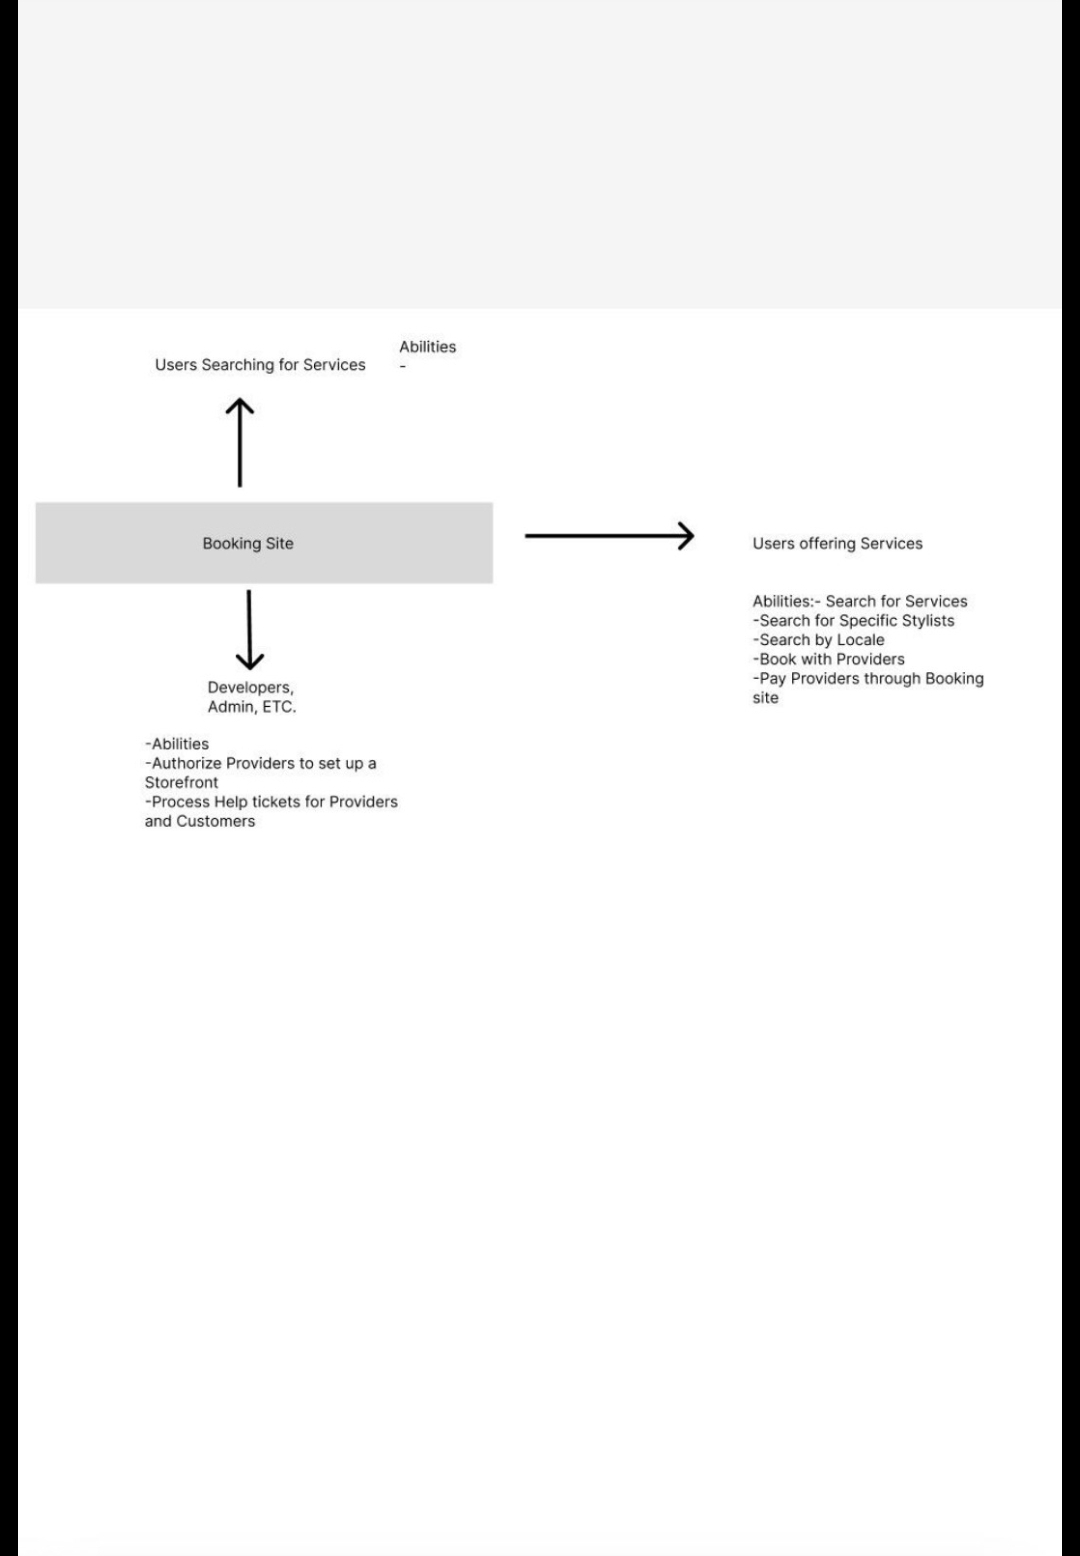 Abilities
Users Searching for Services
-
Booking Site
Users offering Services
Abilities:- Search for Services
-Search for Specific Stylists
-Search by Locale
-Book with Providers
-Pay Providers through Booking
site
Developers,
Admin, ETC.
-Abilities
-Authorize Providers to set up a
Storefront
-Process Help tickets for Providers
and Customers